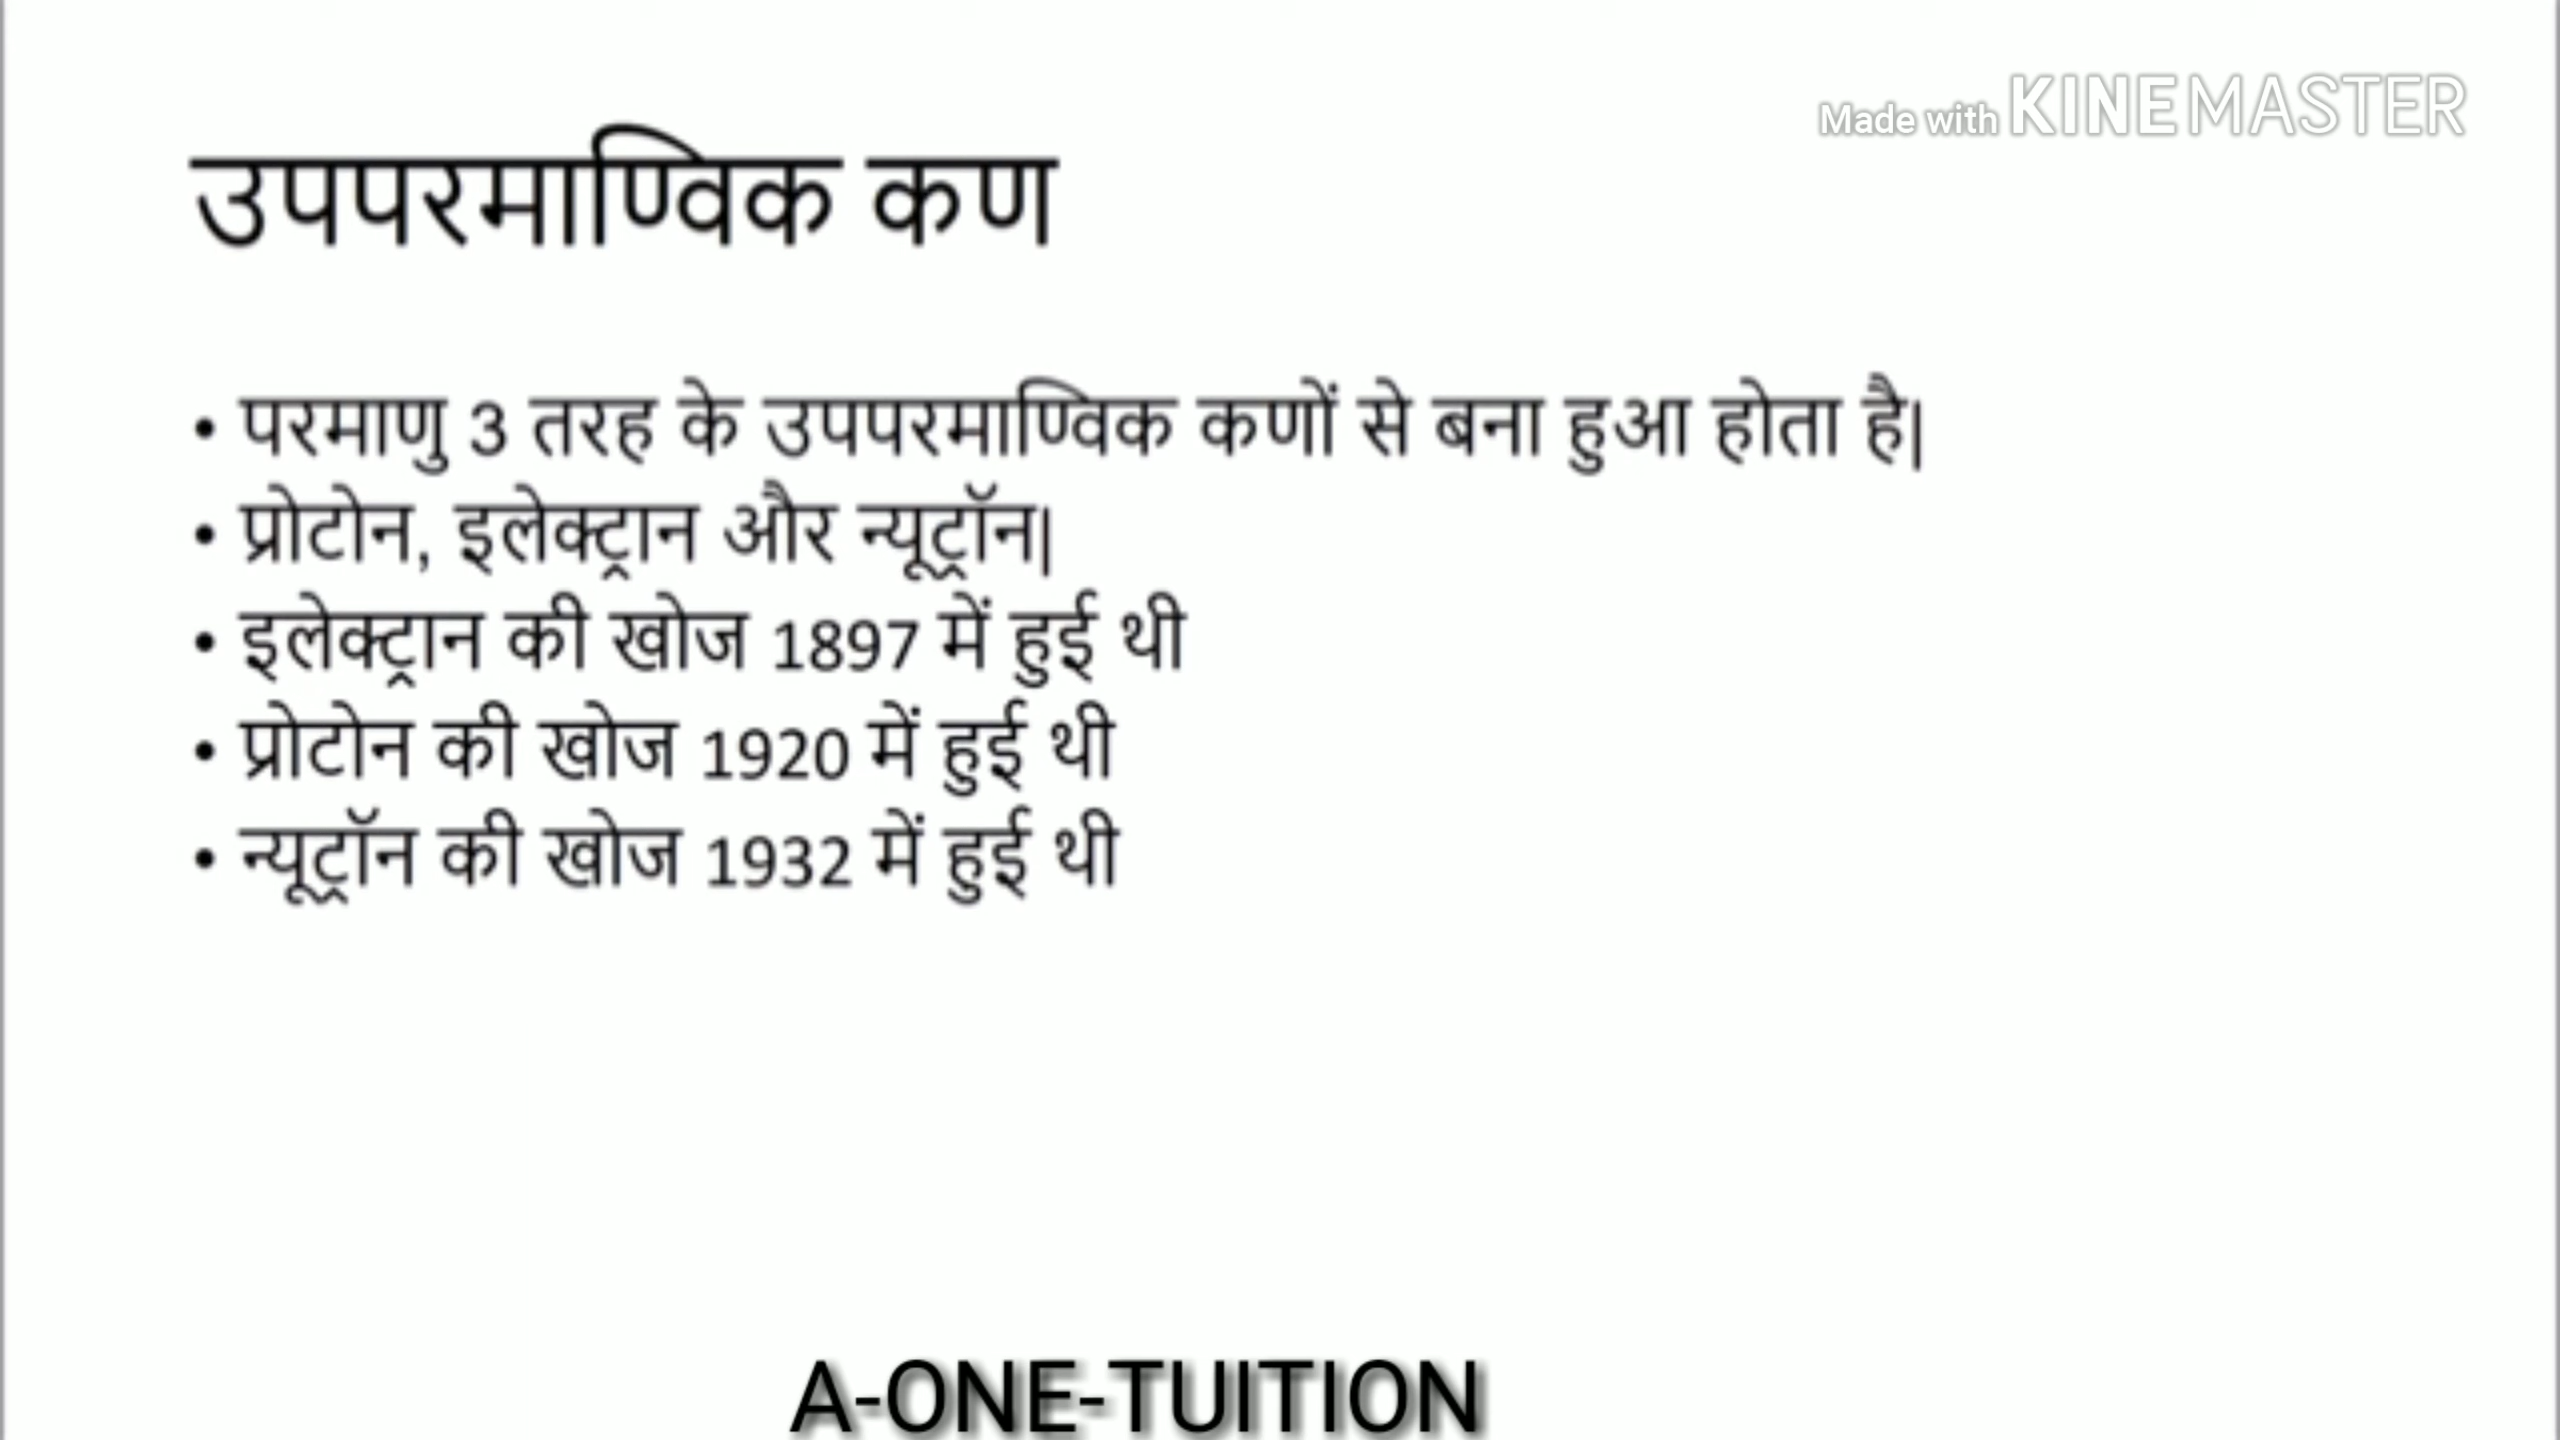 Made with KINEMASTER
उपपरमाण्विक कण
• परमाणु 3 तरह के उपपरमाण्विक कणों से बना हुआ होता है|
• प्रोटोन, इलेक्ट्रान और न्यूट्रॉन|
• इलेक्ट्रान की खोज 1897 में हुई थी
• प्रोटोन की खोज 1920 में हुई थी
• न्यूट्रॉन की खोज 1932 में हुई थी
A-ONE-TUITION